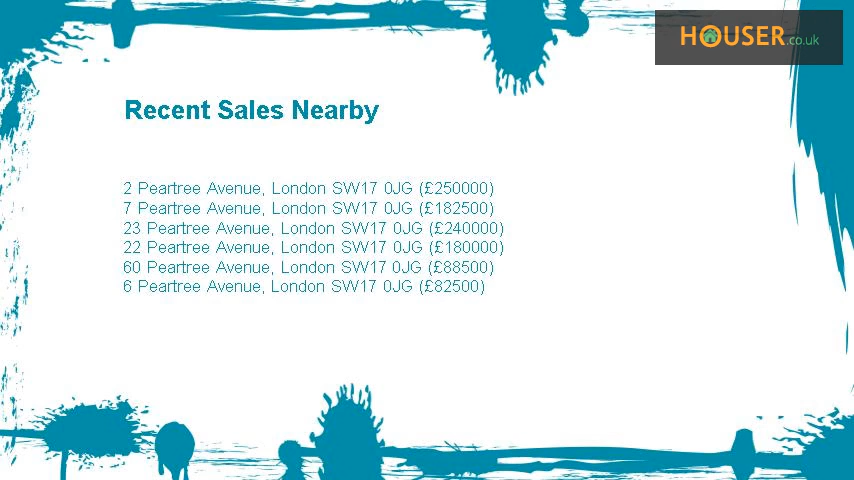 HOUSER.co.uk
Recent Sales Nearby
2 Peartree Avenue, London SW17 0JG (£250000)
7 Peartree Avenue, London SW17 0JG (£182500)
23 Peartree Avenue, London SW17 0JG (£240000)
22 Peartree Avenue, London SW17 0JG (£180000)
60 Peartree Avenue, London SW17 0JG (£88500)
6 Peartree Avenue, London SW17 0JG (£82500)